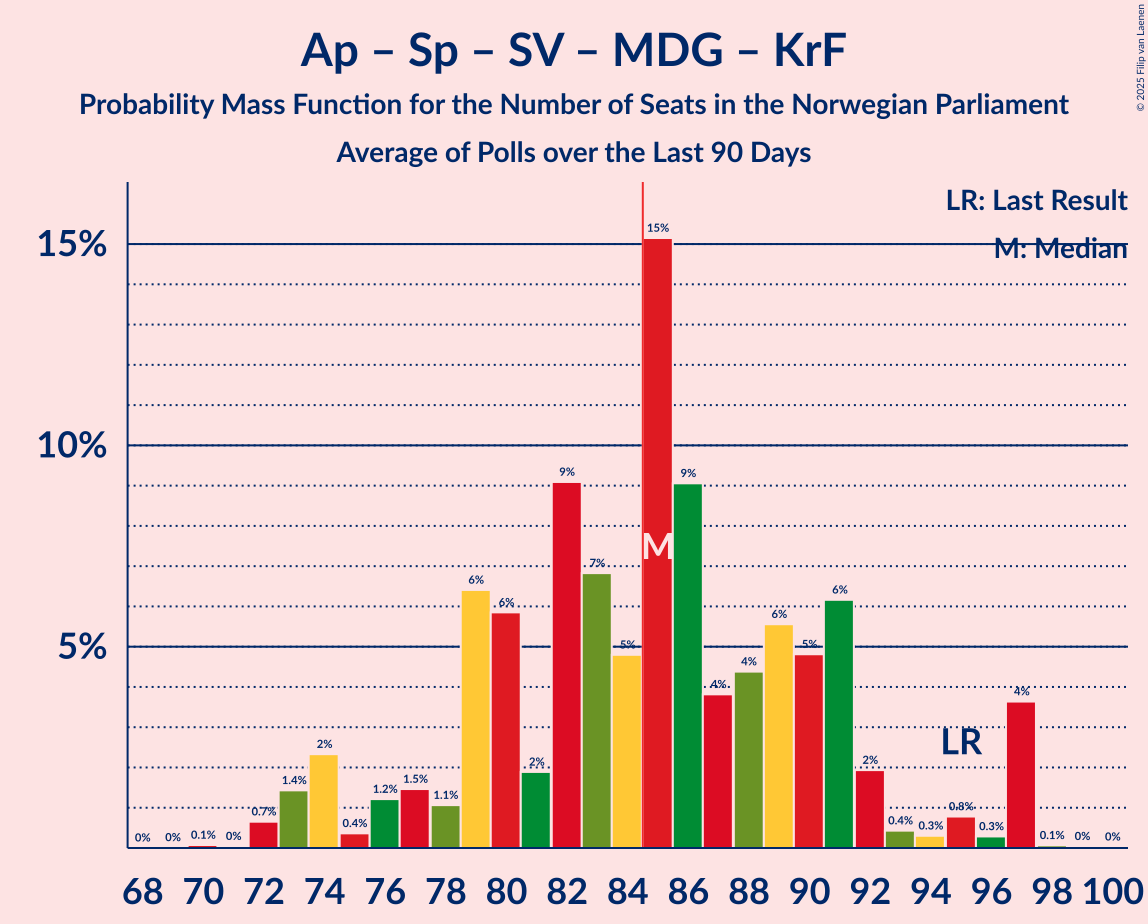 Ap – Sp – SV – MDG – KrF
Probability Mass Function for the Number of Seats in the Norwegian Parliament
Average of Polls over the Last 90 Days
© 2025 Filip van Laenen
LR: Last Result
M: Median
15%
10%
5%
0% 0% 0.1% 0% 0.7% 1.4% 2% 0.4% 1.2% 1.5% 1.1% 6% 6% 2% 9% 7% 5% 15% 9% 4% 4% 6% 5% 6% 2% 0.4% 0.3% 0.8% 0.3% 4% 0.1% 0% 0%
M
LR
68 70 72 74 76 78 80 82 84 86 88 90 92 94 96 98 100